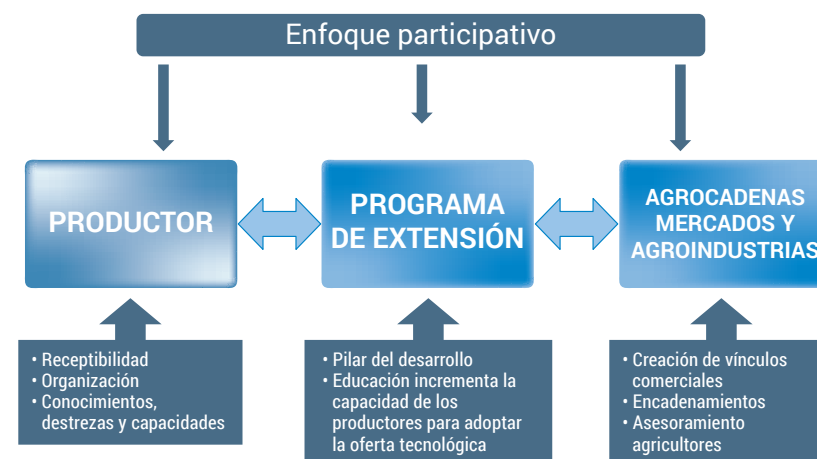 Enfoque participativo
PRODUCTOR
PROGRAMA
DE EXTENSIÓN
AGROCADENAS
MERCADOS Y
AGROINDUSTRIAS
• Receptibilidad
• Organización
• Conocimientos,
destrezas y capacidades
• Pilar del desarrollo
• Educación incrementa la
capacidad de los
productores para adoptar
la oferta tecnológica
• Creación de vínculos
comerciales
• Encadenamientos
• Asesoramiento
agricultores